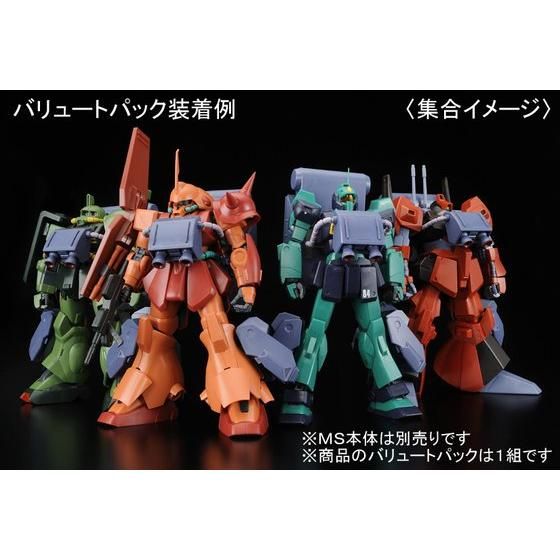 バリュートパック装着例
〈集合イメージ〉
04
※MS本体は別売りです
※商品のバリュートパックは1組です